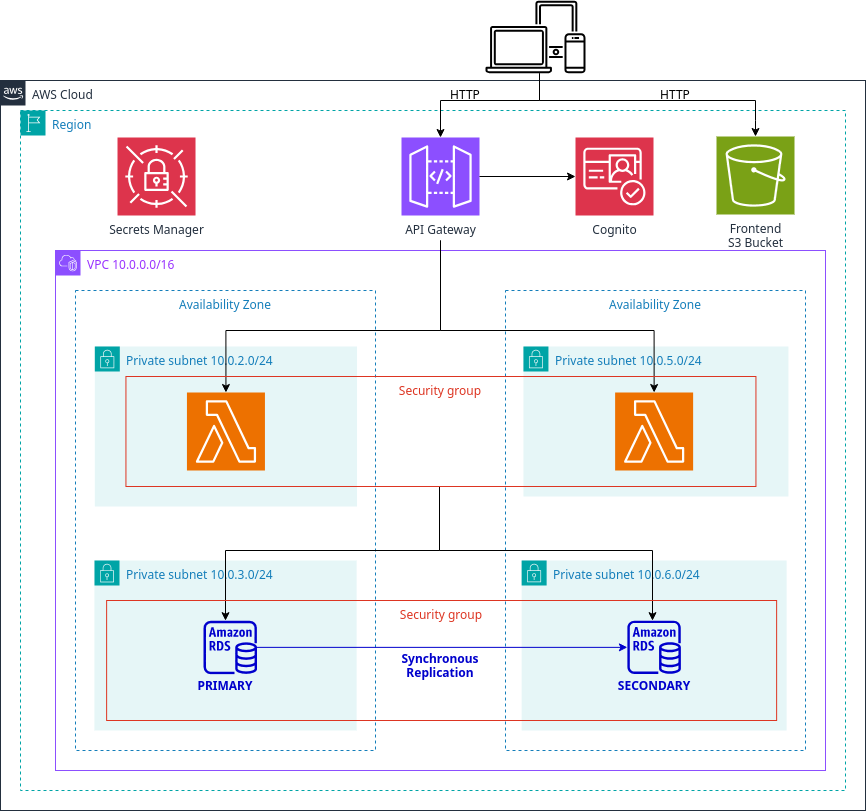 aws
AWS Cloud
HTTP
HTTP
Region
Secrets Manager
API Gateway
</>
Cognito
Frontend
S3 Bucket
VPC 10.0.0.0/16
Availability Zone
Availability Zone
Private subnet 10.0.2.0/24
Private subnet 10.0.5.0/24
Security group
Private subnet 10.0.3.0/24
Private subnet 10.0.6.0/24
Security group
Amazon
RDS
PRIMARY
Synchronous
Replication
Amazon
RDS
SECONDARY